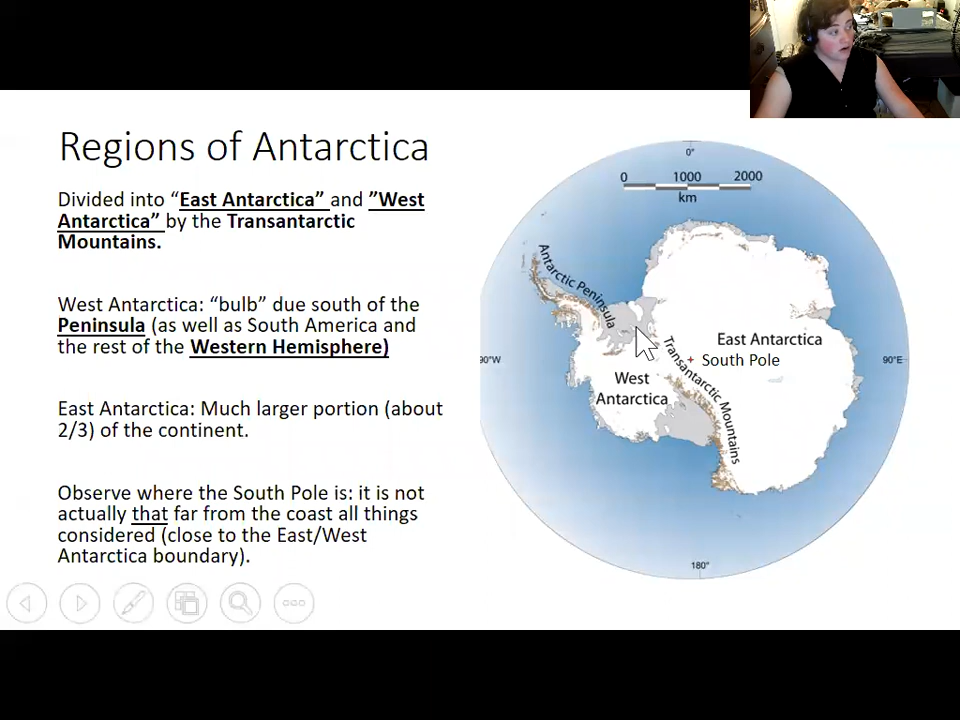 Regions of Antarctica
Divided into “East Antarctica” and ”West
Antarctica” by the Transantarctic
Mountains.
West Antarctica: “bulb” due south of the
Peninsula (as well as South America and
the rest of the Western Hemisphere)
East Antarctica: Much larger portion (about
2/3) of the continent.
Observe where the South Pole is: it is not
actually that far from the coast all things
considered (close to the East/West
Antarctica boundary).
0°
0 1000 2000
km
Antarctic Peninsula
East Antarctica
90°W
South Pole
90°E
Transantarctic Mountains
West
Antarctica
180°